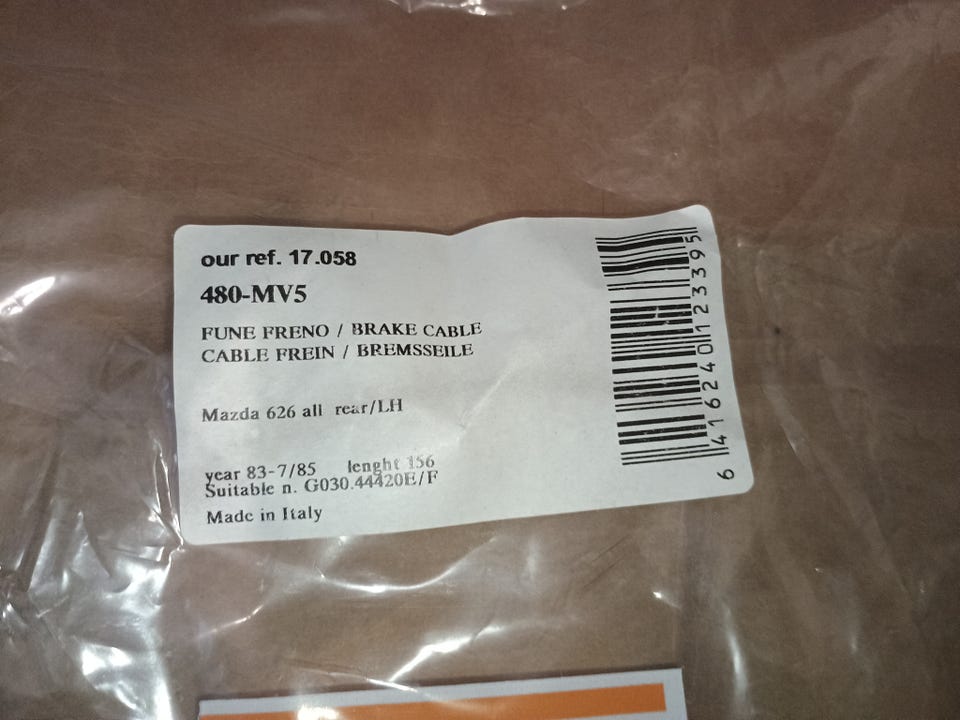 our ref. 17.058
480-MV5
FUNE FRENO / BRAKE CABLE
CABLE FREIN / BREMSSEILE
Mazda 626 all rear/LH
year 83-7/85 lenght 156
Suitable n. G030.44420E/F
Made in Italy
6 416240 123395